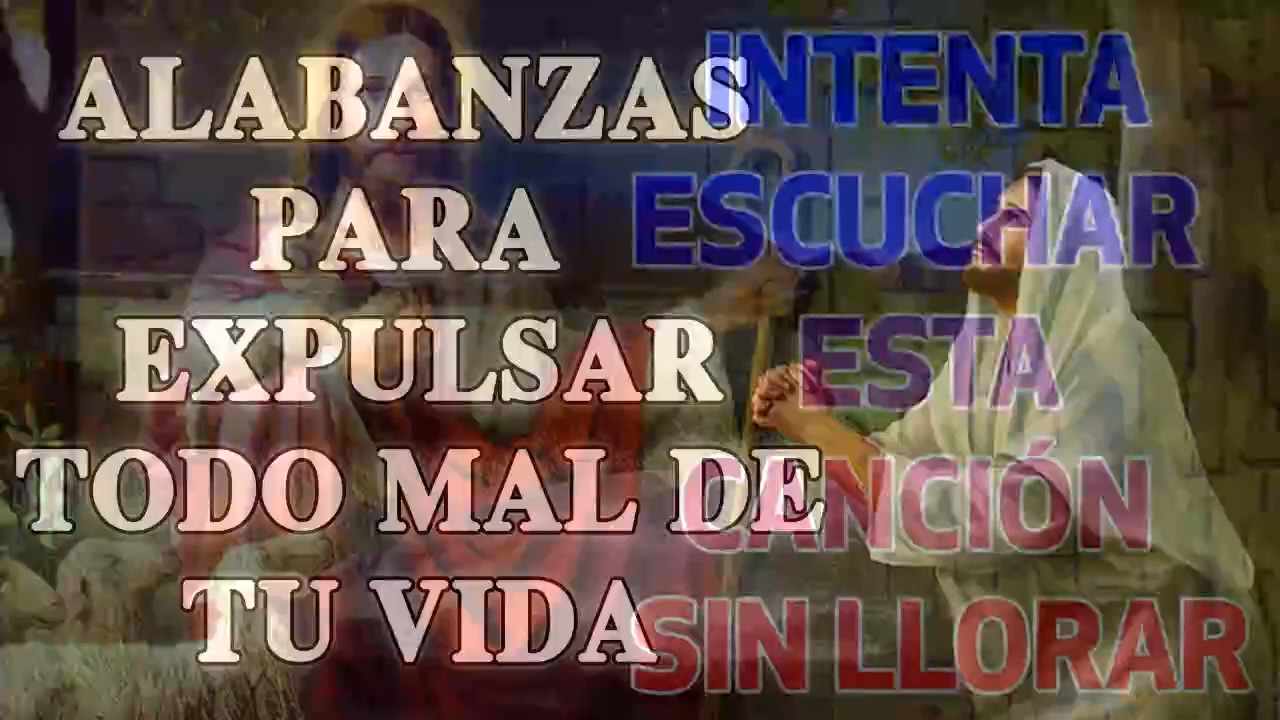 ALABANZAS
PARA
EXPULSAR
TODO MAL DE
TU VIDA
INTENTA
ESCUCHAR
ESTA
CANCIÓN
SIN LLORAR